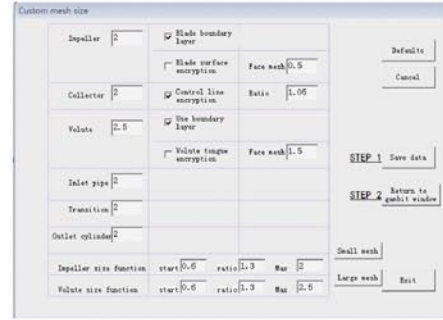 Custom mesh size
Impeller 2
Blade boundary
layer
Blade surface
encryption
Face mesh 0.5
Collector 2
Control line
encryption
Ratio 1.05
Volute 2.5
Use boundary
layer
Volute tongue
encryption
Face mesh 1.5
Inlet pipe 2
Transition 2
Outlet cylinder 2
Impeller size function start 0.6 ratio 1.3 Max 2
Volute size function start 0.6 ratio 1.3 Max 2.5
Defaults
Cancel
STEP 1 Save data
STEP 2 Return to
gambit window
Small mesh
Large mesh Exit